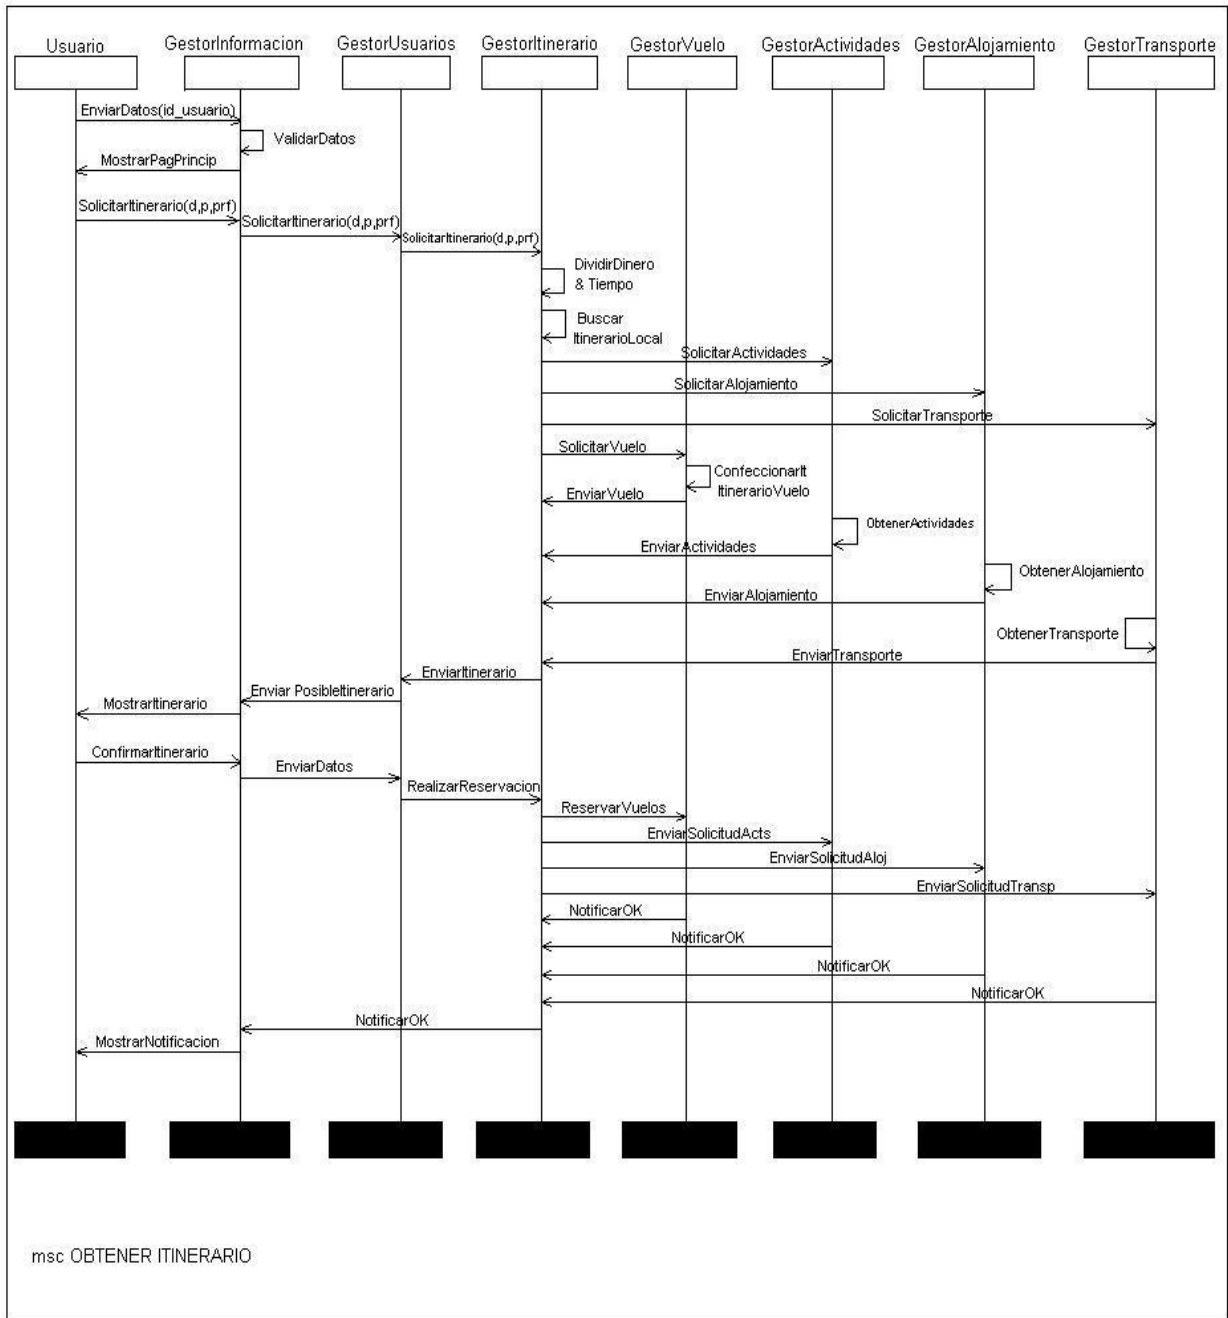 Usuario
GestorInformacion
GestorUsuarios
GestorItinerario
GestorVuelo
GestorActividades
GestorAlojamiento
GestorTransporte
EnviarDatos(id_usuario)
ValidarDatos
MostrarPagPrincip
SolicitarItinerario(d,p,prf)
SolicitarItinerario(d,p,prf)
SolicitarItinerario(d,p,prf)
DividirDinero
& Tiempo
Buscar
ItinerarioLocal
SolicitarActividades
SolicitarAlojamiento
SolicitarTransporte
SolicitarVuelo
ConfeccionarIt
ItinerarioVuelo
EnviarVuelo
ObtenerActividades
EnviarActividades
ObtenerAlojamiento
EnviarAlojamiento
ObtenerTransporte
EnviarTransporte
EnviarItinerario
Enviar PosibleItinerario
MostrarItinerario
ConfirmarItinerario
EnviarDatos
RealizarReservacion
ReservarVuelos
EnviarSolicitudActs
EnviarSolicitudAloj
EnviarSolicitudTransp
NotificarOK
NotificarOK
NotificarOK
NotificarOK
NotificarOK
MostrarNotificacion
msc OBTENER ITINERARIO